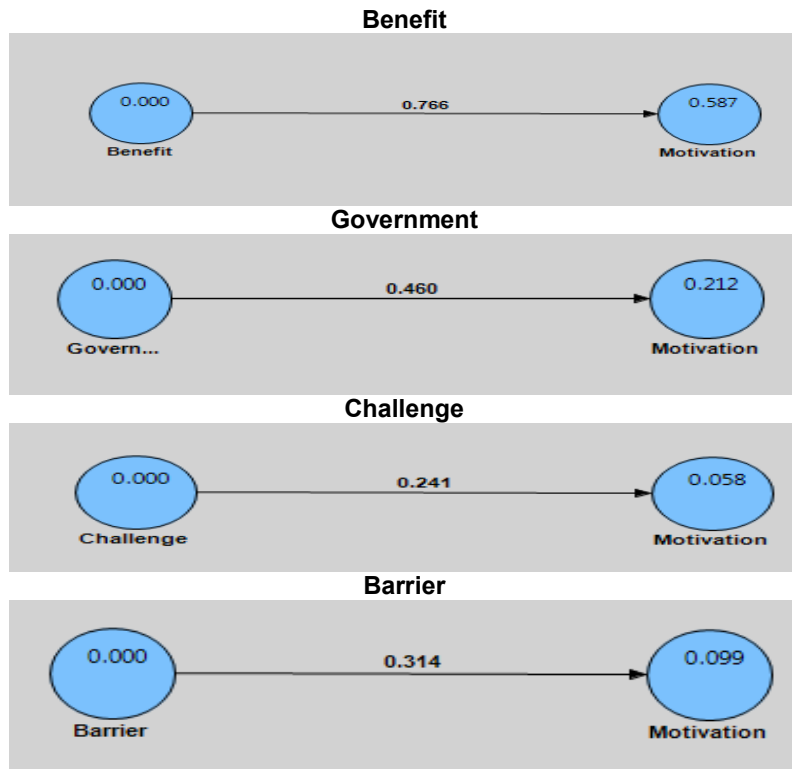 Benefit
0.000 0.766 0.587
Benefit Motivation
Government
0.000 0.460 0.212
Govern... Motivation
Challenge
0.000 0.241 0.058
Challenge Motivation
Barrier
0.000 0.314 0.099
Barrier Motivation